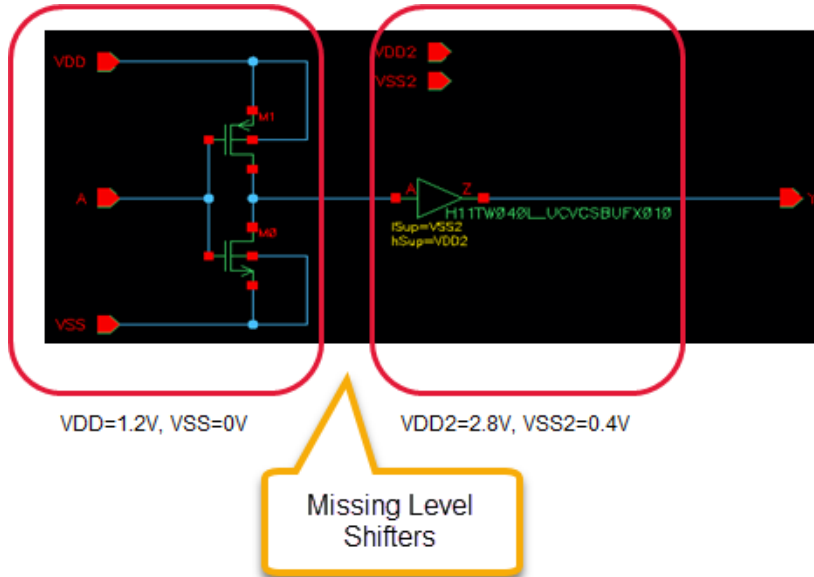 VDD
VDD2
VSS2
M1
A
A
Z
Y
H11TW040L_UCVCSBUFX010
lSup=VSS2
hSup=VDD2
M0
VSS
VDD=1.2V, VSS=0V
VDD2=2.8V, VSS2=0.4V
Missing Level
Shifters